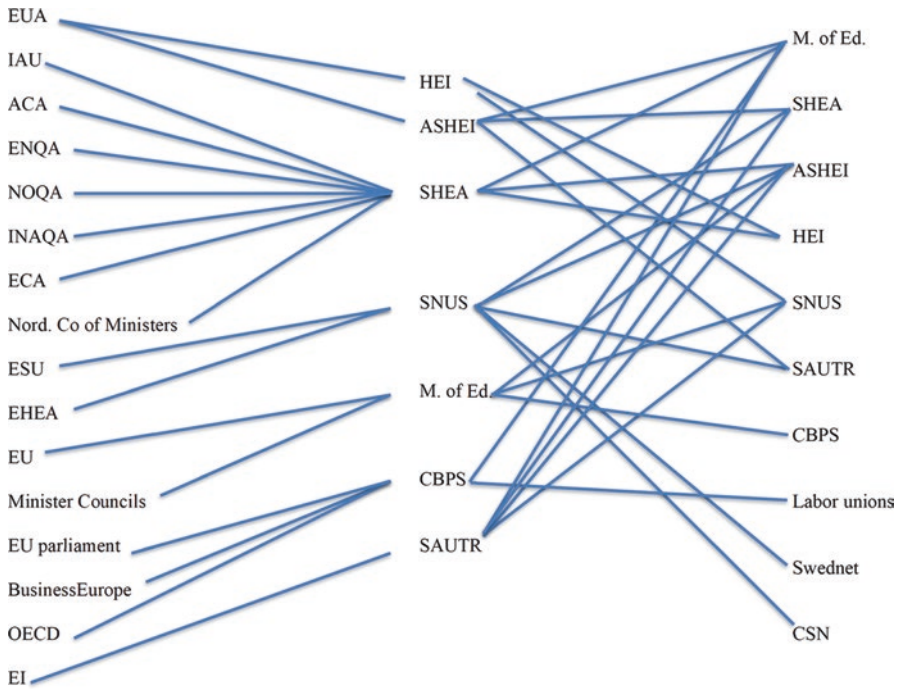 EUA
IAU
ACA
ENQA
NOQA
INAQA
ECA
Nord. Co of Ministers
ESU
EHEA
EU
Minister Councils
EU parliament
BusinessEurope
OECD
EI
HEI
ASHEI
SHEA
SNUS
M. of Ed.
CBPS
SAUTR
M. of Ed.
SHEA
ASHEI
HEI
SNUS
SAUTR
CBPS
Labor unions
Swednet
CSN